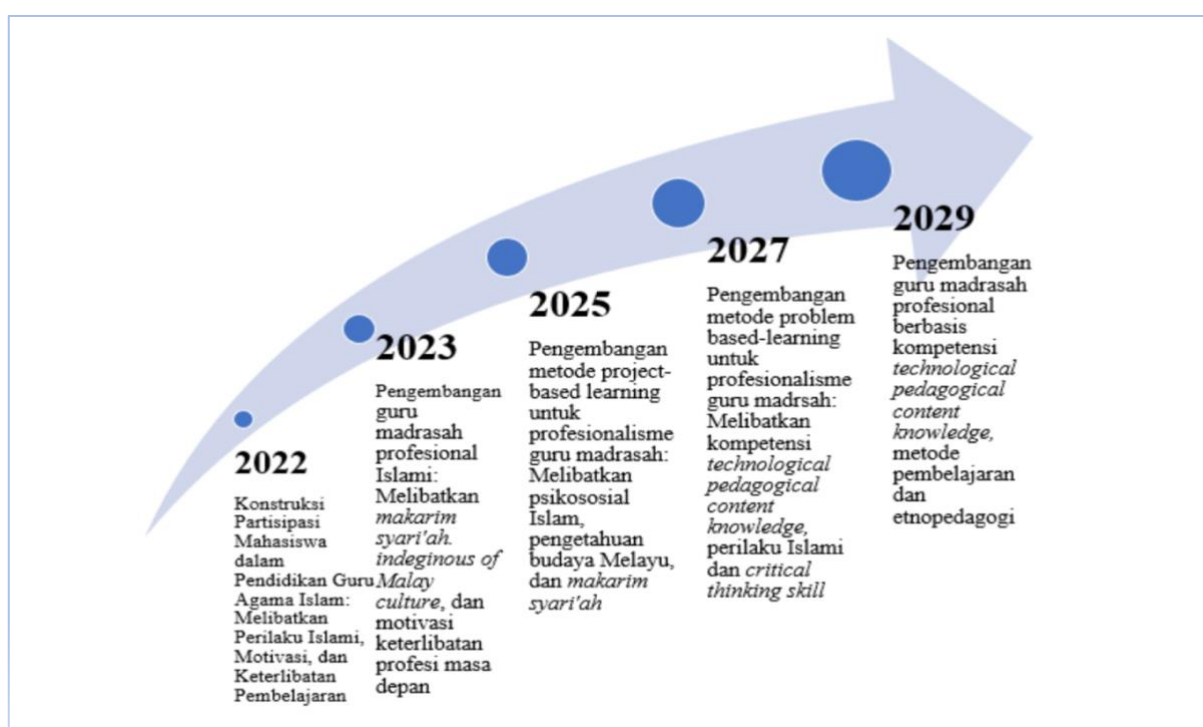 2022
Konstruksi
Partisipasi
Mahasiswa
dalam
Pendidikan Guru
Agama Islam:
Melibatkan
Perilaku Islami,
Motivasi, dan
Keterlibatan
Pembelajaran
2023
Pengembangan
guru
madrasah
profesional
Islami:
Melibatkan
makarim
syari'ah.
indeginous of
Malay
culture, dan
motivasi
keterlibatan
profesi masa
depan
2025
Pengembangan
metode project-
based learning
untuk
profesionalisme
guru madrasah:
Melibatkan
psikososial
Islam,
pengetahuan
budaya Melayu,
dan makarim
syari'ah
2027
Pengembangan
metode problem
based-learning
untuk
profesionalisme
guru madrsah:
Melibatkan
kompetensi
technological
pedagogical
content
knowledge,
perilaku Islami
dan critical
thinking skill
2029
Pengembangan
guru madrasah
profesional
berbasis
kompetensi
technological
pedagogical
content
knowledge,
metode
pembelajaran
dan
etnopedagogi